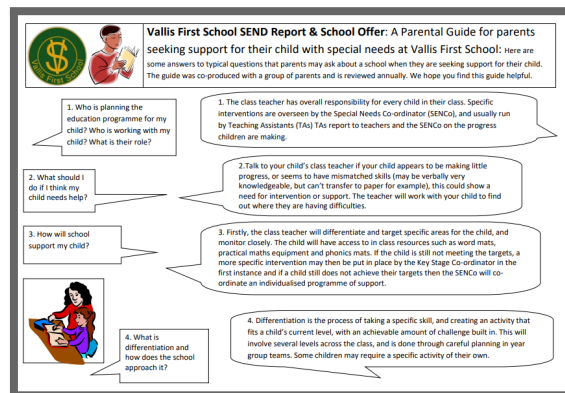 Vallis First School
Vallis First School SEND Report & School Offer: A Parental Guide for parents
seeking support for their child with special needs at Vallis First School: Here are
some answers to typical questions that parents may ask about a school when they are seeking support for their child.
The guide was co-produced with a group of parents and is reviewed annually. We hope you find this guide helpful.
1. Who is planning the
education programme for my
child? Who is working with my
child? What is their role?
1. The class teacher has overall responsibility for every child in their class. Specific
interventions are overseen by the Special Needs Co-ordinator (SENCo), and usually run
by Teaching Assistants (TAs) TAs report to teachers and the SENCo on the progress
children are making.
2. What should I
do if I think my
child needs help?
2.Talk to your child's class teacher if your child appears to be making little
progress, or seems to have mismatched skills (may be verbally very
knowledgeable, but can't transfer to paper for example), this could show a
need for intervention or support. The teacher will work with your child to find
out where they are having difficulties.
3. How will school
support my child?
3. Firstly, the class teacher will differentiate and target specific areas for the child, and
monitor closely. The child will have access to in class resources such as word mats,
practical maths equipment and phonics mats. If the child is still not meeting the targets, a
more specific intervention may then be put in place by the Key Stage Co-ordinator in the
first instance and if a child still does not achieve their targets then the SENCo will co-
ordinate an individualised programme of support.
4. What is
differentiation and
how does the school
approach it?
4. Differentiation is the process of taking a specific skill, and creating an activity that
fits a child's current level, with an achievable amount of challenge built in. This will
involve several levels across the class, and is done through careful planning in year
group teams. Some children may require a specific activity of their own.